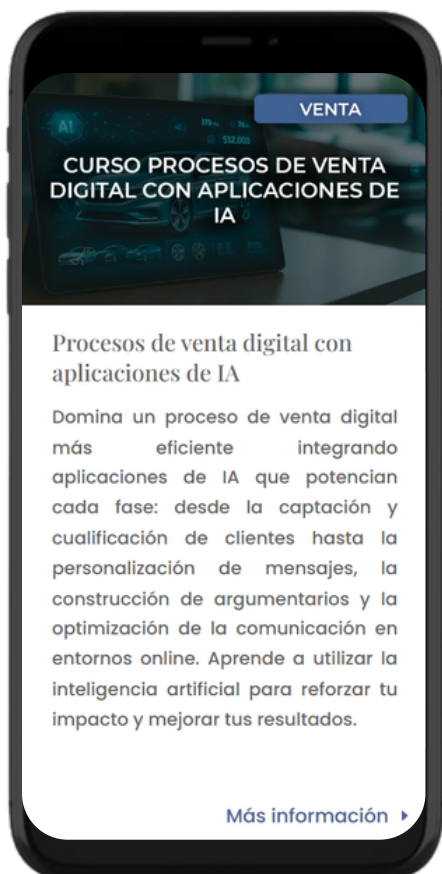 VENTA
AI
CURSO PROCESOS DE VENTA
DIGITAL CON APLICACIONES DE
IA
Procesos de venta digital con
aplicaciones de IA
Domina un proceso de venta digital
más eficiente integrando
aplicaciones de IA que potencian
cada fase: desde la captación y
cualificación de clientes hasta la
personalización de mensajes, la
construcción de argumentarios y la
optimización de la comunicación en
entornos online. Aprende a utilizar la
inteligencia artificial para reforzar tu
impacto y mejorar tus resultados.
Más información